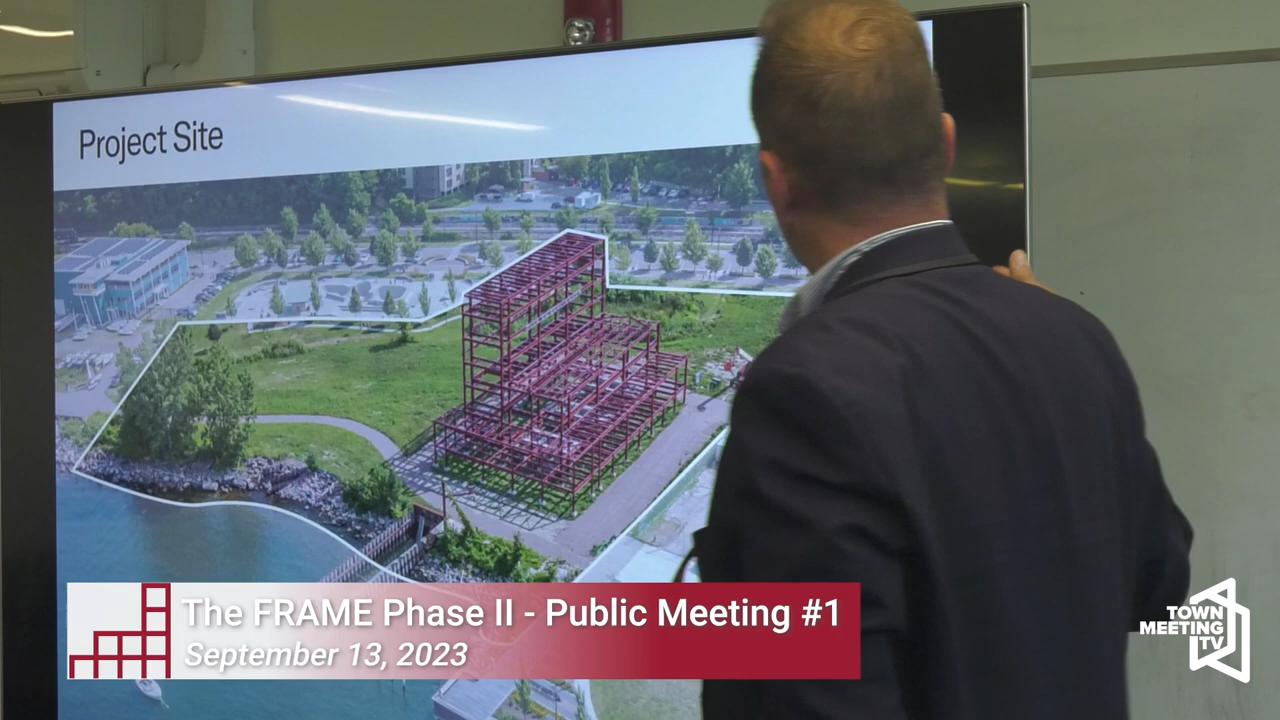 Project Site
The FRAME Phase II - Public Meeting #1
September 13, 2023
TOWN
MEETING
TV